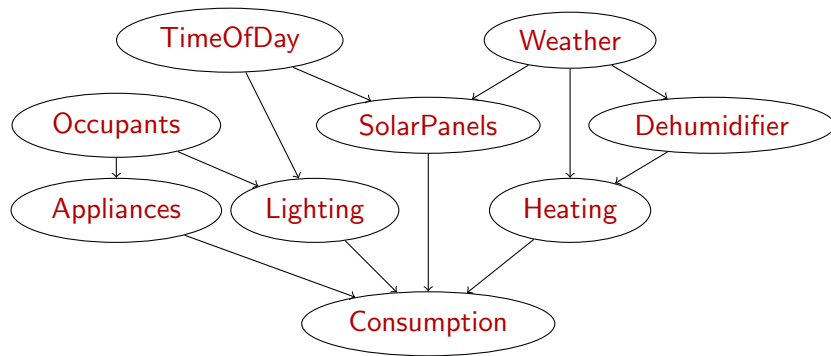 TimeOfDay
Weather
Occupants
SolarPanels
Dehumidifier
Appliances
Lighting
Heating
Consumption